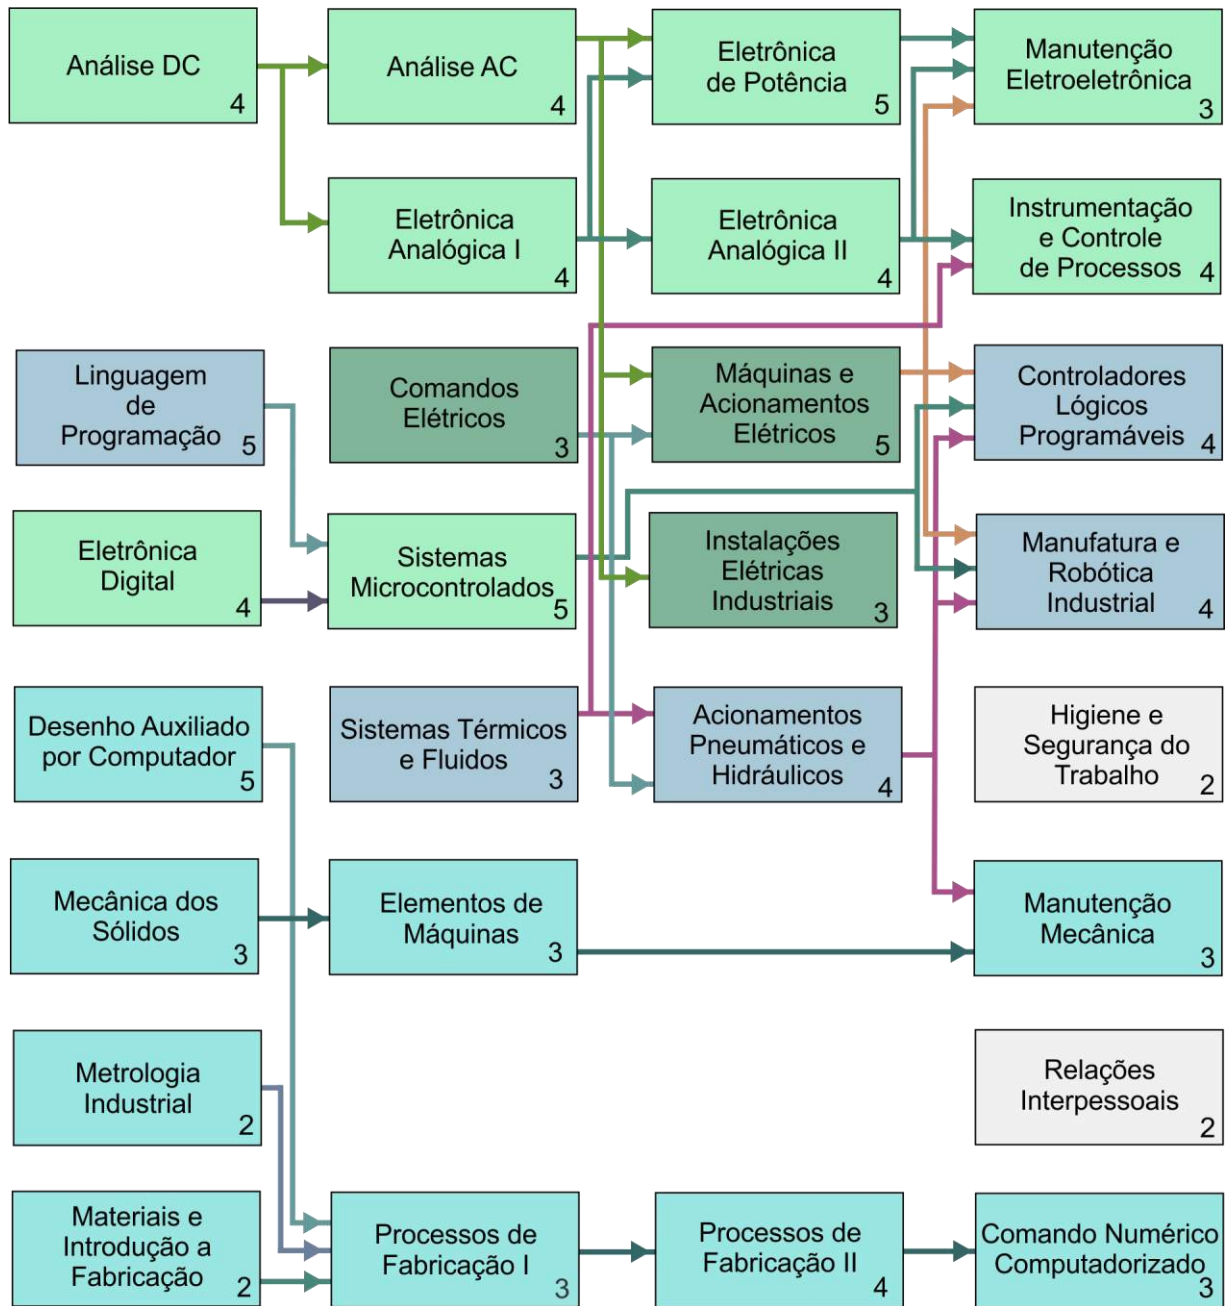 Análise DC
4
Análise AC
4
Eletrônica
de Potência
5
Manutenção
Eletroeletrônica
3
Eletrônica
Analógica I
4
Eletrônica
Analógica II
4
Instrumentação
e Controle
de Processos
4
Linguagem
de
Programação
5
Comandos
Elétricos
3
Máquinas e
Acionamentos
Elétricos
5
Controladores
Lógicos
Programáveis
4
Eletrônica
Digital
4
Sistemas
Microcontrolados
5
Instalações
Elétricas
Industriais
3
Manufatura e
Robótica
Industrial
4
Desenho Auxiliado
por Computador
5
Sistemas Térmicos
e Fluidos
3
Acionamentos
Pneumáticos e
Hidráulicos
4
Higiene e
Segurança do
Trabalho
2
Mecânica dos
Sólidos
3
Elementos de
Máquinas
3
Manutenção
Mecânica
3
Metrologia
Industrial
2
Relações
Interpessoais
2
Materiais e
Introdução a
Fabricação
2
Processos de
Fabricação I
3
Processos de
Fabricação II
4
Comando Numérico
Computadorizado
3